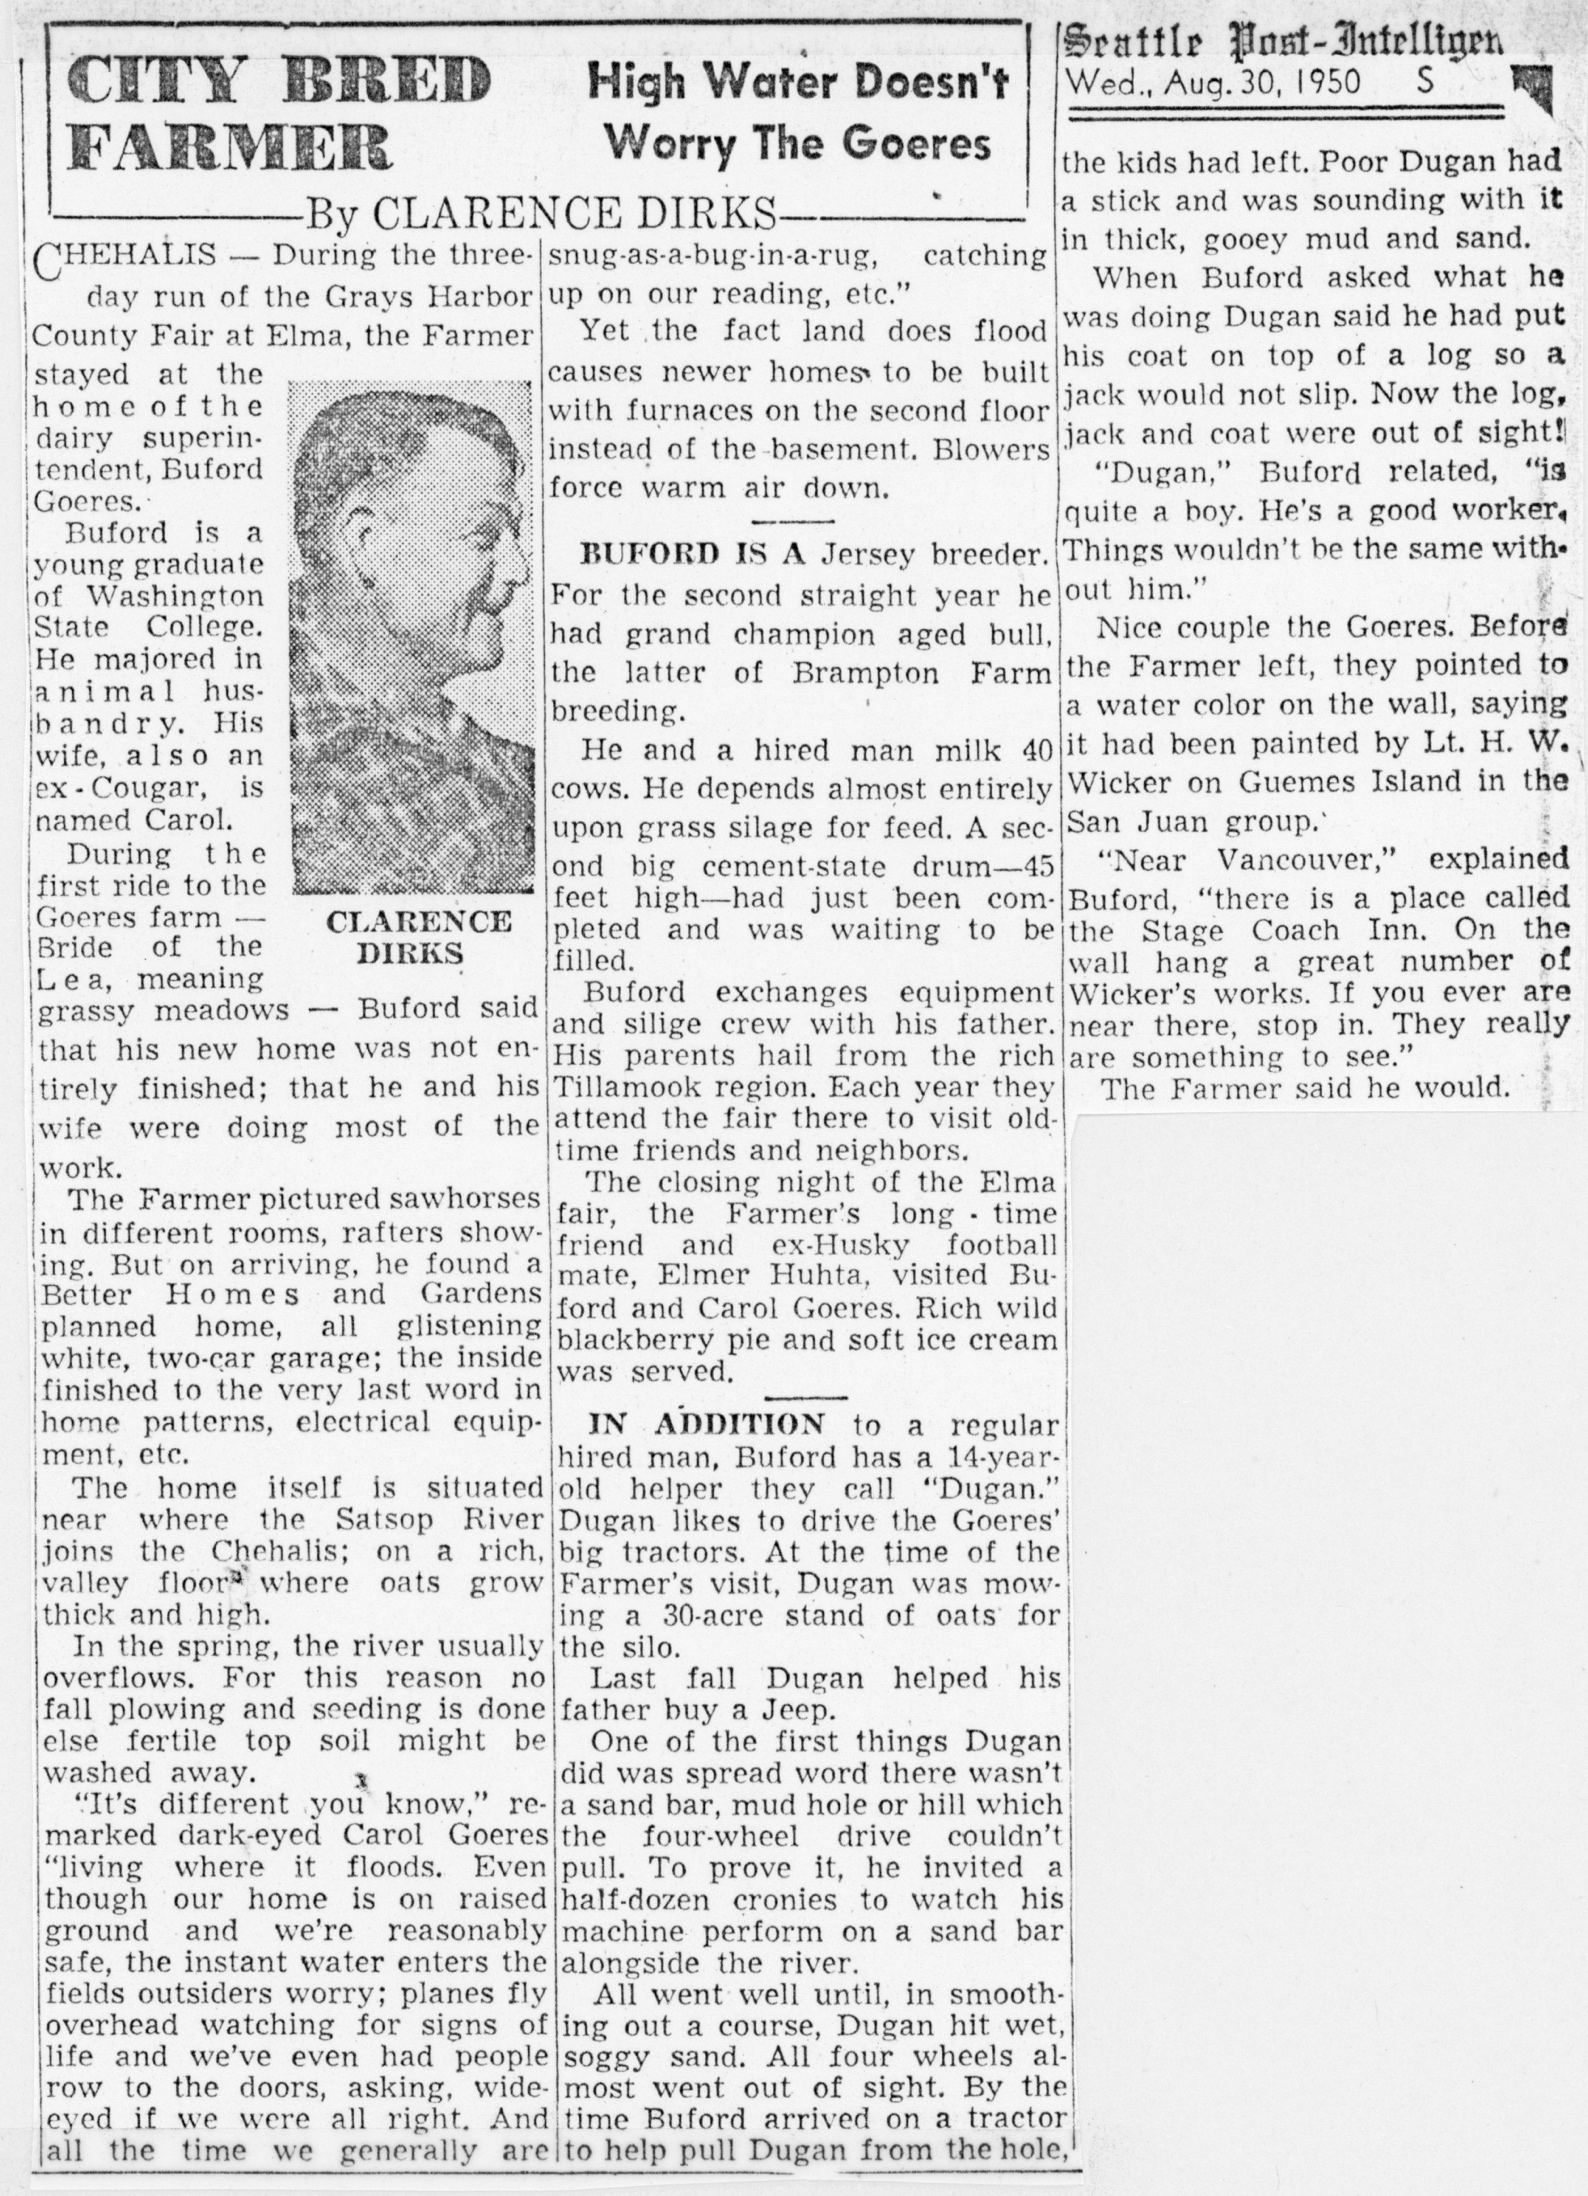 CITY BRED
FARMER
High Water Doesn't
Worry The Goeres
By CLARENCE DIRKS
CHEHALIS — During the three-
day run of the Grays Harbor
County Fair at Elma, the Farmer
stayed at the
home of the
dairy superin-
tendent, Buford
Goeres.
Buford is a
young graduate
of Washington
State College.
He majored in
animal hus-
bandry. His
wife, also an
ex-Cougar, is
named Carol.
During the
first ride to the
Goeres farm —
Bride of the
Lea, meaning
grassy meadows — Buford said
that his new home was not en-
tirely finished; that he and his
wife were doing most of the
work.
The Farmer pictured sawhorses
in different rooms, rafters show-
ing. But on arriving, he found a
Better Homes and Gardens
planned home, all glistening
white, two-car garage; the inside
finished to the very last word in
home patterns, electrical equip-
ment, etc.
The home itself is situated
near where the Satsop River
joins the Chehalis; on a rich,
valley floor where oats grow
thick and high.
In the spring, the river usually
overflows. For this reason no
fall plowing and seeding is done
else fertile top soil might be
washed away.
"It's different you know," re-
marked dark-eyed Carol Goeres
"living where it floods. Even
though our home is on raised
ground and we're reasonably
safe, the instant water enters the
fields outsiders worry; planes fly
overhead watching for signs of
life and we've even had people
row to the doors, asking, wide-
eyed if we were all right. And
all the time we generally are
CLARENCE
DIRKS
snug-as-a-bug-in-a-rug, catching
up on our reading, etc."
Yet the fact land does flood
causes newer homes to be built
with furnaces on the second floor
instead of the basement. Blowers
force warm air down.
BUFORD IS A Jersey breeder.
For the second straight year he
had grand champion aged bull,
the latter of Brampton Farm
breeding.
He and a hired man milk 40
cows. He depends almost entirely
upon grass silage for feed. A sec-
ond big cement-state drum—45
feet high—had just been com-
pleted and was waiting to be
filled.
Buford exchanges equipment
and silige crew with his father.
His parents hail from the rich
Tillamook region. Each year they
attend the fair there to visit old-
time friends and neighbors.
The closing night of the Elma
fair, the Farmer's long-time
friend and ex-Husky football
mate, Elmer Huhta, visited Bu-
ford and Carol Goeres. Rich wild
blackberry pie and soft ice cream
was served.
IN ADDITION to a regular
hired man, Buford has a 14-year-
old helper they call "Dugan."
Dugan likes to drive the Goeres'
big tractors. At the time of the
Farmer's visit, Dugan was mow-
ing a 30-acre stand of oats for
the silo.
Last fall Dugan helped his
father buy a Jeep.
One of the first things Dugan
did was spread word there wasn't
a sand bar, mud hole or hill which
the four-wheel drive couldn't
pull. To prove it, he invited a
half-dozen cronies to watch his
machine perform on a sand bar
alongside the river.
All went well until, in smooth-
ing out a course, Dugan hit wet,
soggy sand. All four wheels al-
most went out of sight. By the
time Buford arrived on a tractor
to help pull Dugan from the hole,
Seattle Post-Intelligen
Wed., Aug. 30, 1950 S
the kids had left. Poor Dugan had
a stick and was sounding with it
in thick, gooey mud and sand.
When Buford asked what he
was doing Dugan said he had put
his coat on top of a log so a
jack would not slip. Now the log,
jack and coat were out of sight!
"Dugan," Buford related, "is
quite a boy. He's a good worker.
Things wouldn't be the same with-
out him."
Nice couple the Goeres. Before
the Farmer left, they pointed to
a water color on the wall, saying
it had been painted by Lt. H. W.
Wicker on Guemes Island in the
San Juan group.
"Near Vancouver," explained
Buford, "there is a place called
the Stage Coach Inn. On the
wall hang a great number of
Wicker's works. If you ever are
near there, stop in. They really
are something to see."
The Farmer said he would.